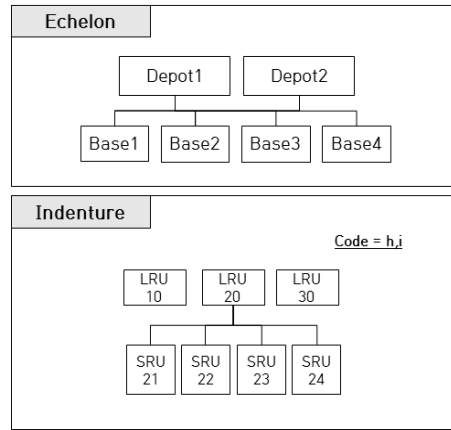 Echelon
Depot1 Depot2
Base1 Base2 Base3 Base4
Indenture
Code = h,i
LRU LRU LRU
10 20 30
SRU SRU SRU SRU
21 22 23 24